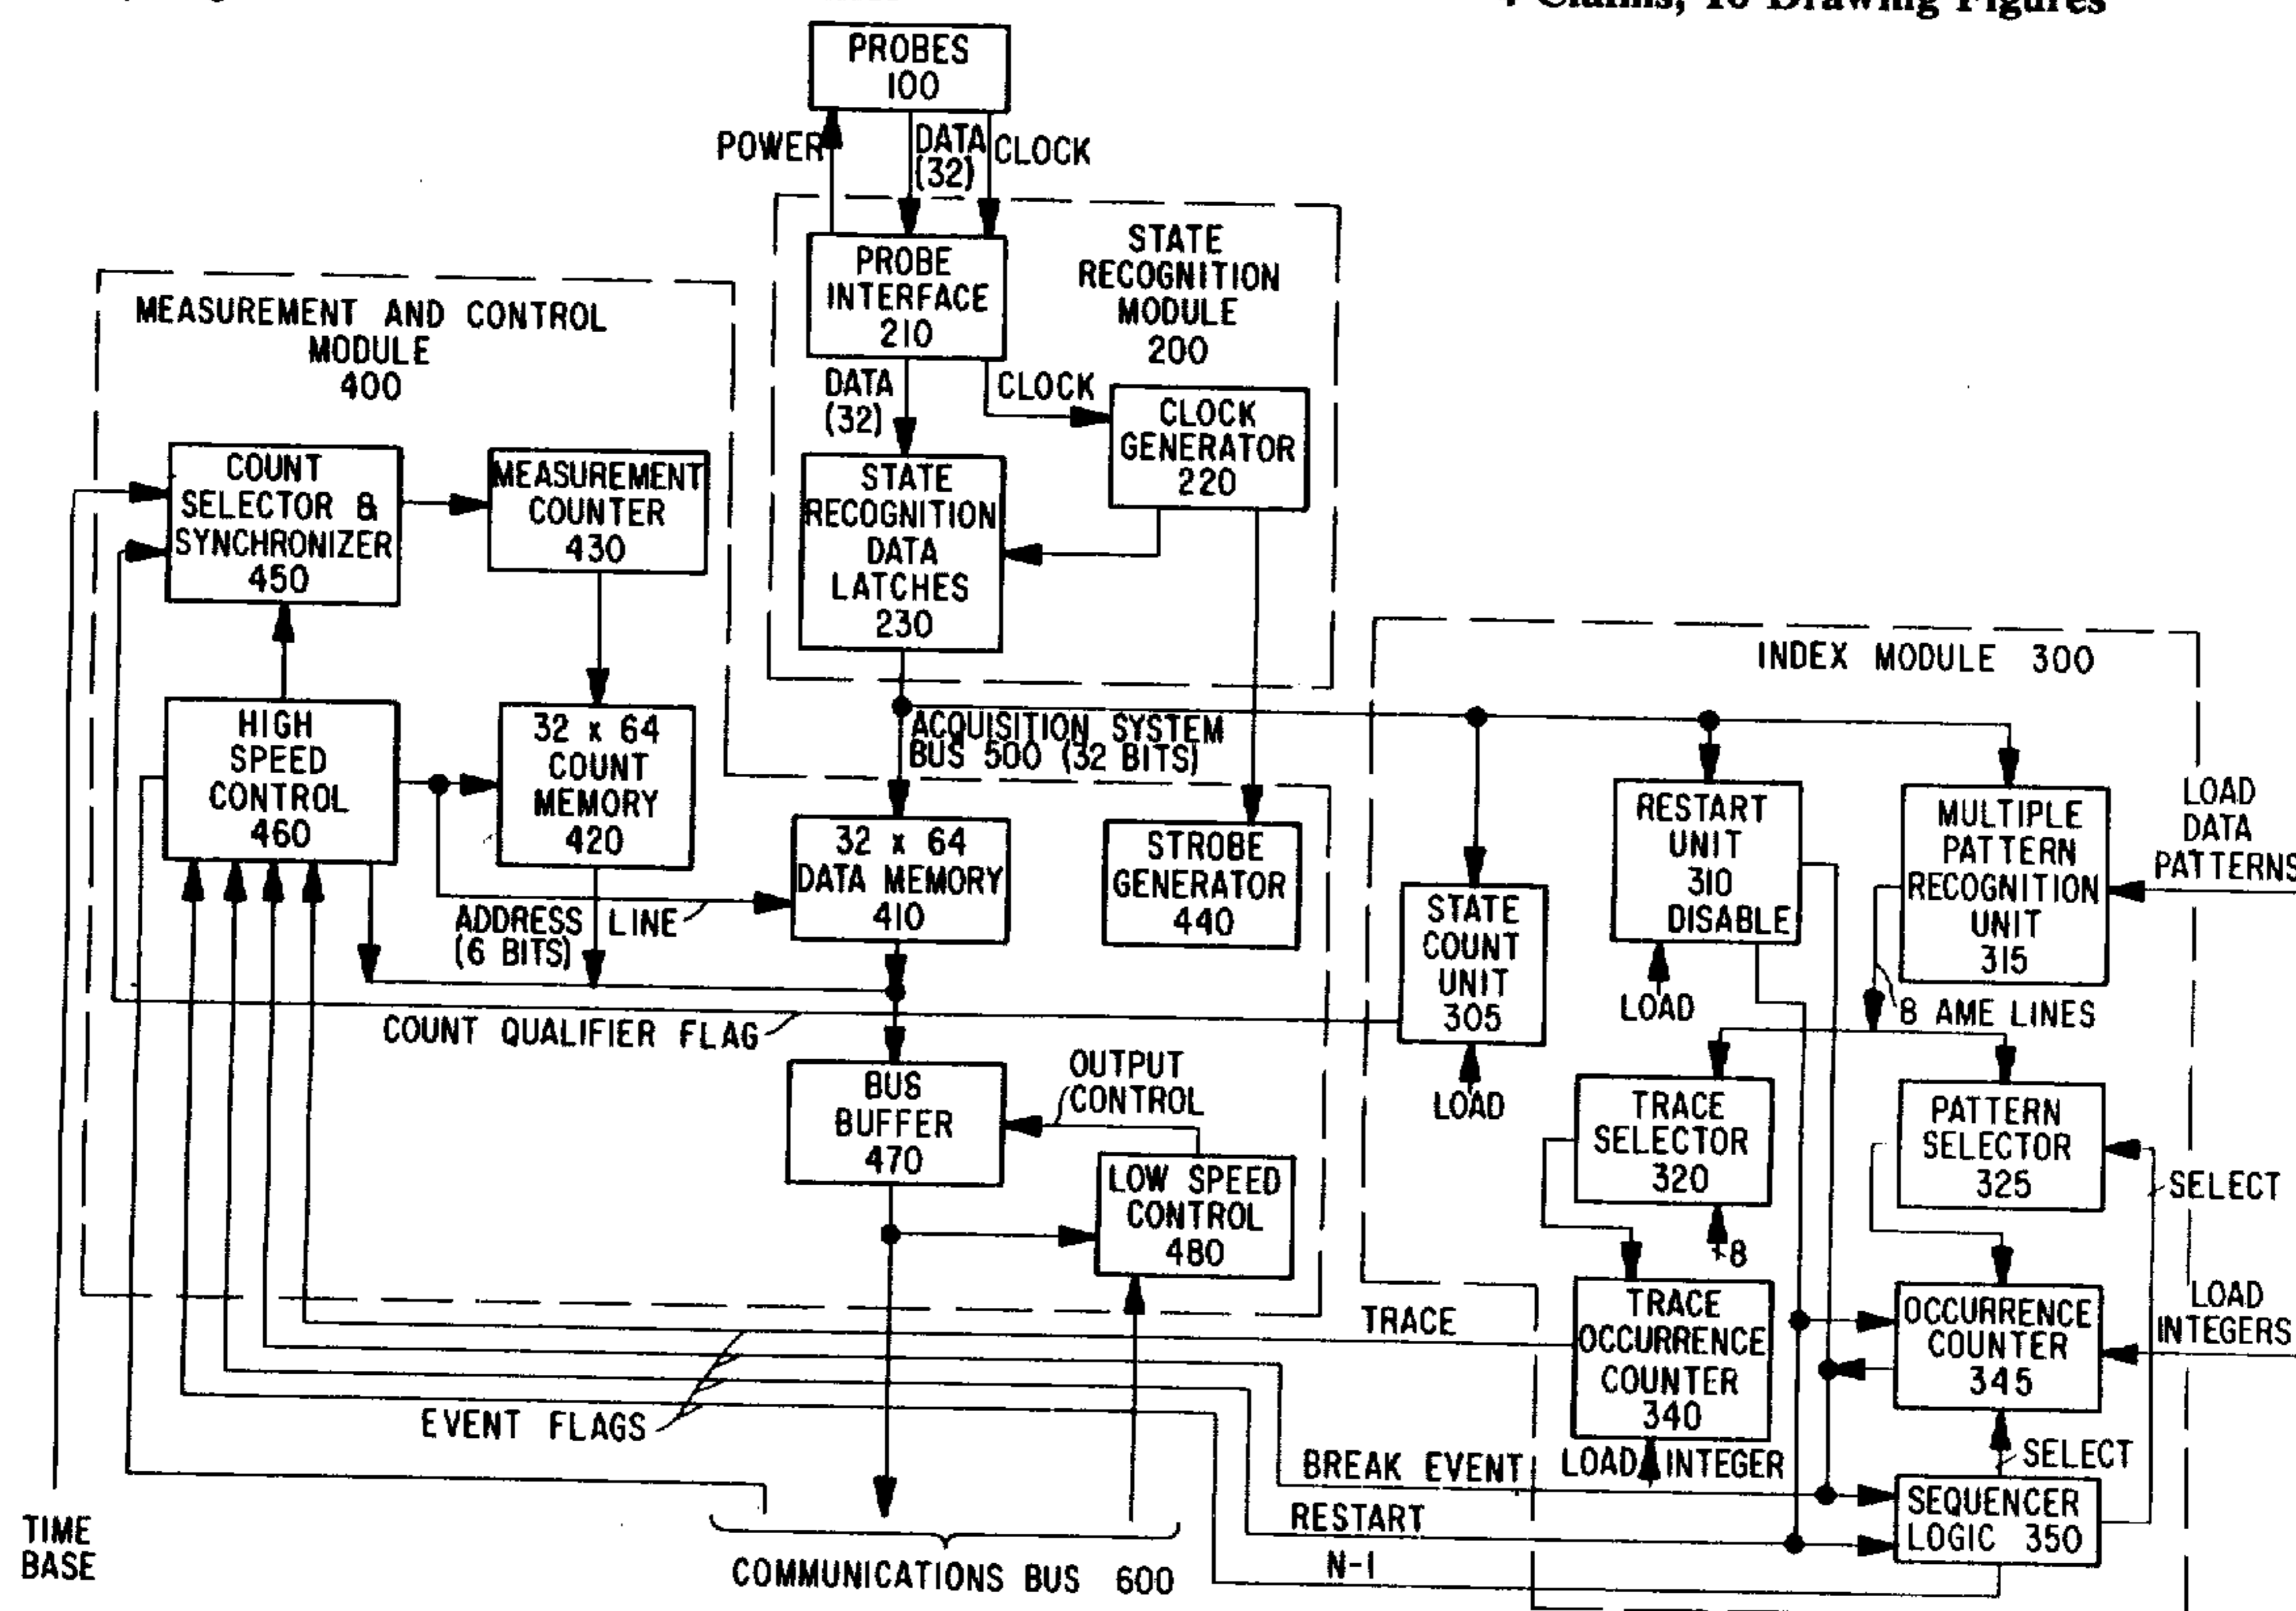 4 Claims, 10 Drawing Figures
PROBES
100
POWER
DATA
(32)
CLOCK
STATE
RECOGNITION
MODULE
200
PROBE
INTERFACE
210
DATA
(32)
CLOCK
CLOCK
GENERATOR
220
STATE
RECOGNITION
DATA
LATCHES
230
MEASUREMENT AND CONTROL
MODULE
400
COUNT
SELECTOR &
SYNCHRONIZER
450
MEASUREMENT
COUNTER
430
HIGH
SPEED
CONTROL
460
32 x 64
COUNT
MEMORY
420
ACQUISITION SYSTEM
BUS 500 (32 BITS)
32 x 64
DATA MEMORY
410
STROBE
GENERATOR
440
ADDRESS LINE
(6 BITS)
COUNT QUALIFIER FLAG
BUS
BUFFER
470
OUTPUT
CONTROL
LOW SPEED
CONTROL
480
INDEX MODULE 300
STATE
COUNT
UNIT
305
LOAD
RESTART
UNIT
310
DISABLE
LOAD
MULTIPLE
PATTERN
RECOGNITION
UNIT
315
LOAD
DATA
PATTERNS
8 AME LINES
TRACE
SELECTOR
320
8
PATTERN
SELECTOR
325
SELECT
TRACE
OCCURRENCE
COUNTER
340
LOAD INTEGER
OCCURRENCE
COUNTER
345
LOAD
INTEGERS
SELECT
SEQUENCER
LOGIC 350
TRACE
EVENT FLAGS
BREAK EVENT
RESTART
N-1
TIME
BASE
COMMUNICATIONS BUS 600